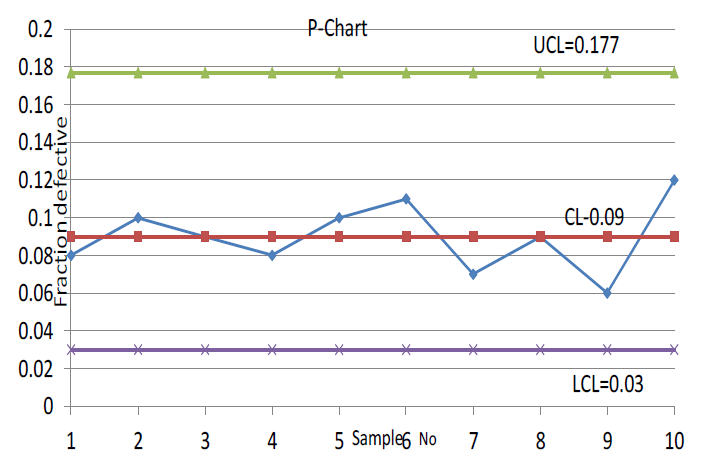 P-Chart
UCL=0.177
CL-0.09
LCL=0.03
Fraction defective
0.2
0.18
0.16
0.14
0.12
0.1
0.08
0.06
0.04
0.02
0
1 2 3 4 5 6 7 8 9 10
Sample No